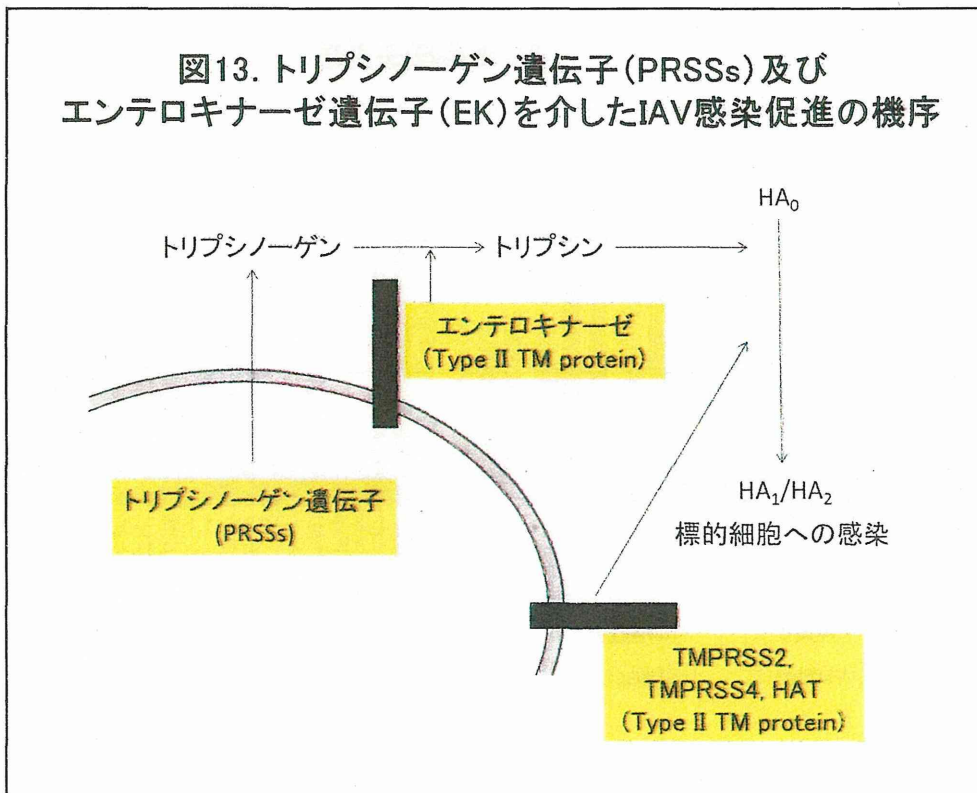 図13. トリプシノーゲン遺伝子(PRSSs)及び
エンテロキナーゼ遺伝子(EK)を介したIAV感染促進の機序
HA₀
トリプシノーゲン
トリプシン
エンテロキナーゼ
(Type II TM protein)
トリプシノーゲン遺伝子
(PRSSs)
HA₁/HA₂
標的細胞への感染
TMPRSS2,
TMPRSS4, HAT
(Type II TM protein)